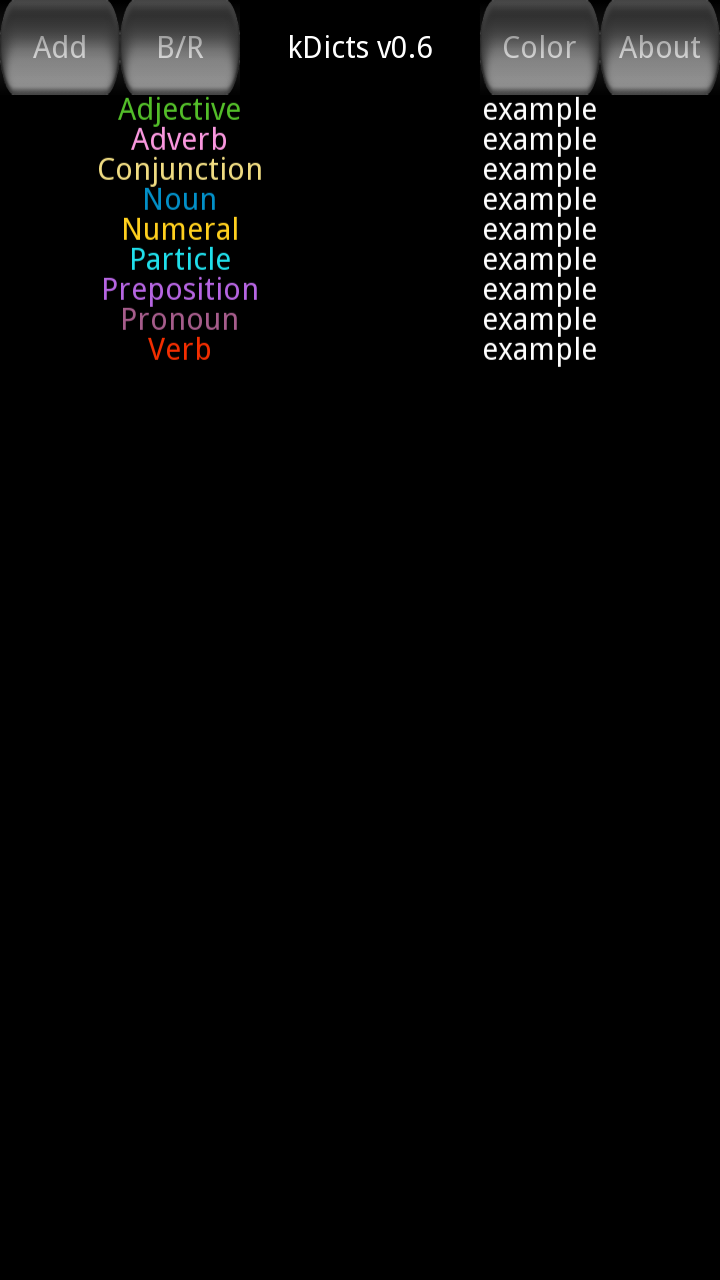 Add B/R kDicts v0.6 Color About
Adjective example
Adverb example
Conjunction example
Noun example
Numeral example
Particle example
Preposition example
Pronoun example
Verb example